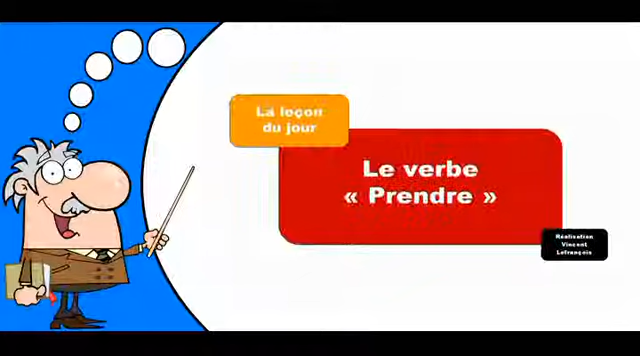 La leçon
du jour
Le verbe
« Prendre »
Réalisation
Vincent
Lefrançois